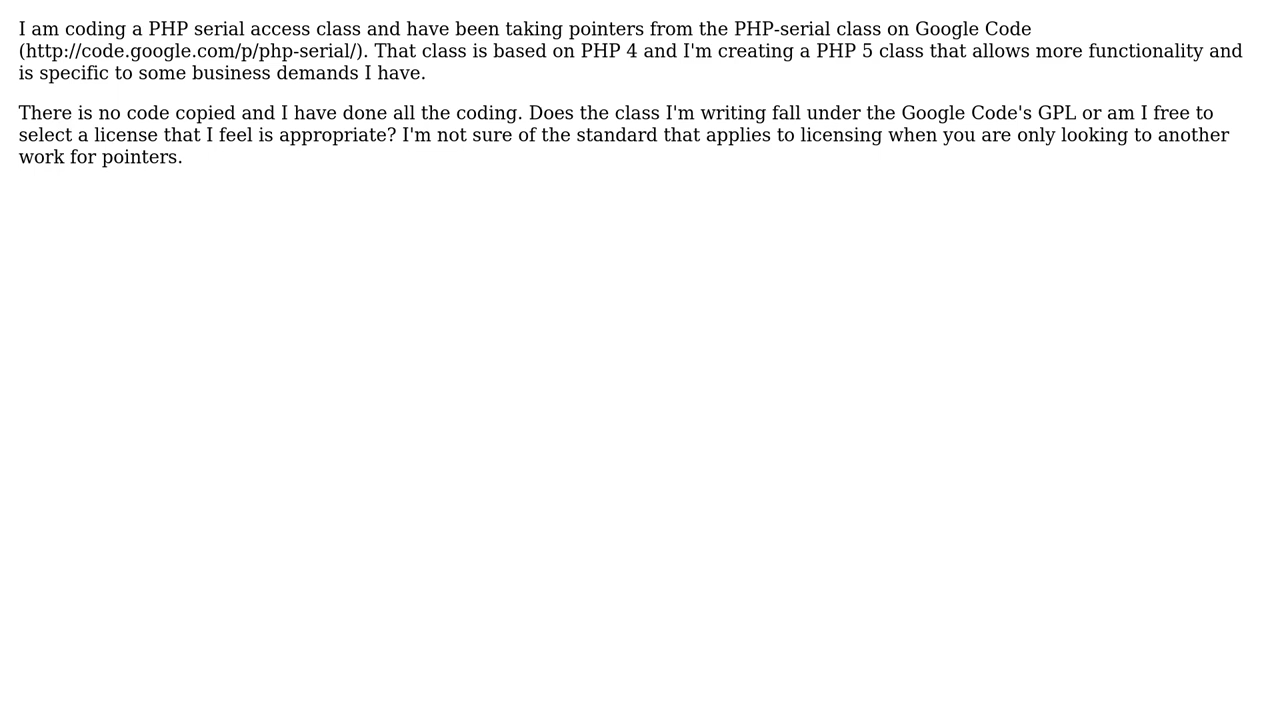 I am coding a PHP serial access class and have been taking pointers from the PHP-serial class on Google Code
(http://code.google.com/p/php-serial/). That class is based on PHP 4 and I'm creating a PHP 5 class that allows more functionality and
is specific to some business demands I have.
There is no code copied and I have done all the coding. Does the class I'm writing fall under the Google Code's GPL or am I free to
select a license that I feel is appropriate? I'm not sure of the standard that applies to licensing when you are only looking to another
work for pointers.